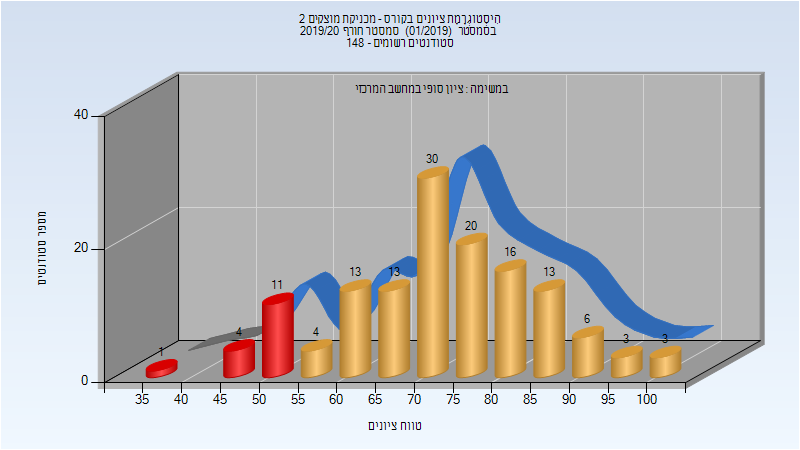 היסטוגרמת ציונים בקורס - מכניקת מוצקים 2
בסמסטר (01/2019) סמסטר חורף 2019/20
סטודנטים רשומים - 148
במשימה : ציון סופי במחשב המרכזי
מספר סטודנטים
40
20
0
1
4
11
4
13
13
30
20
16
13
6
3
3
35 40 45 50 55 60 65 70 75 80 85 90 95 100
טווח ציונים